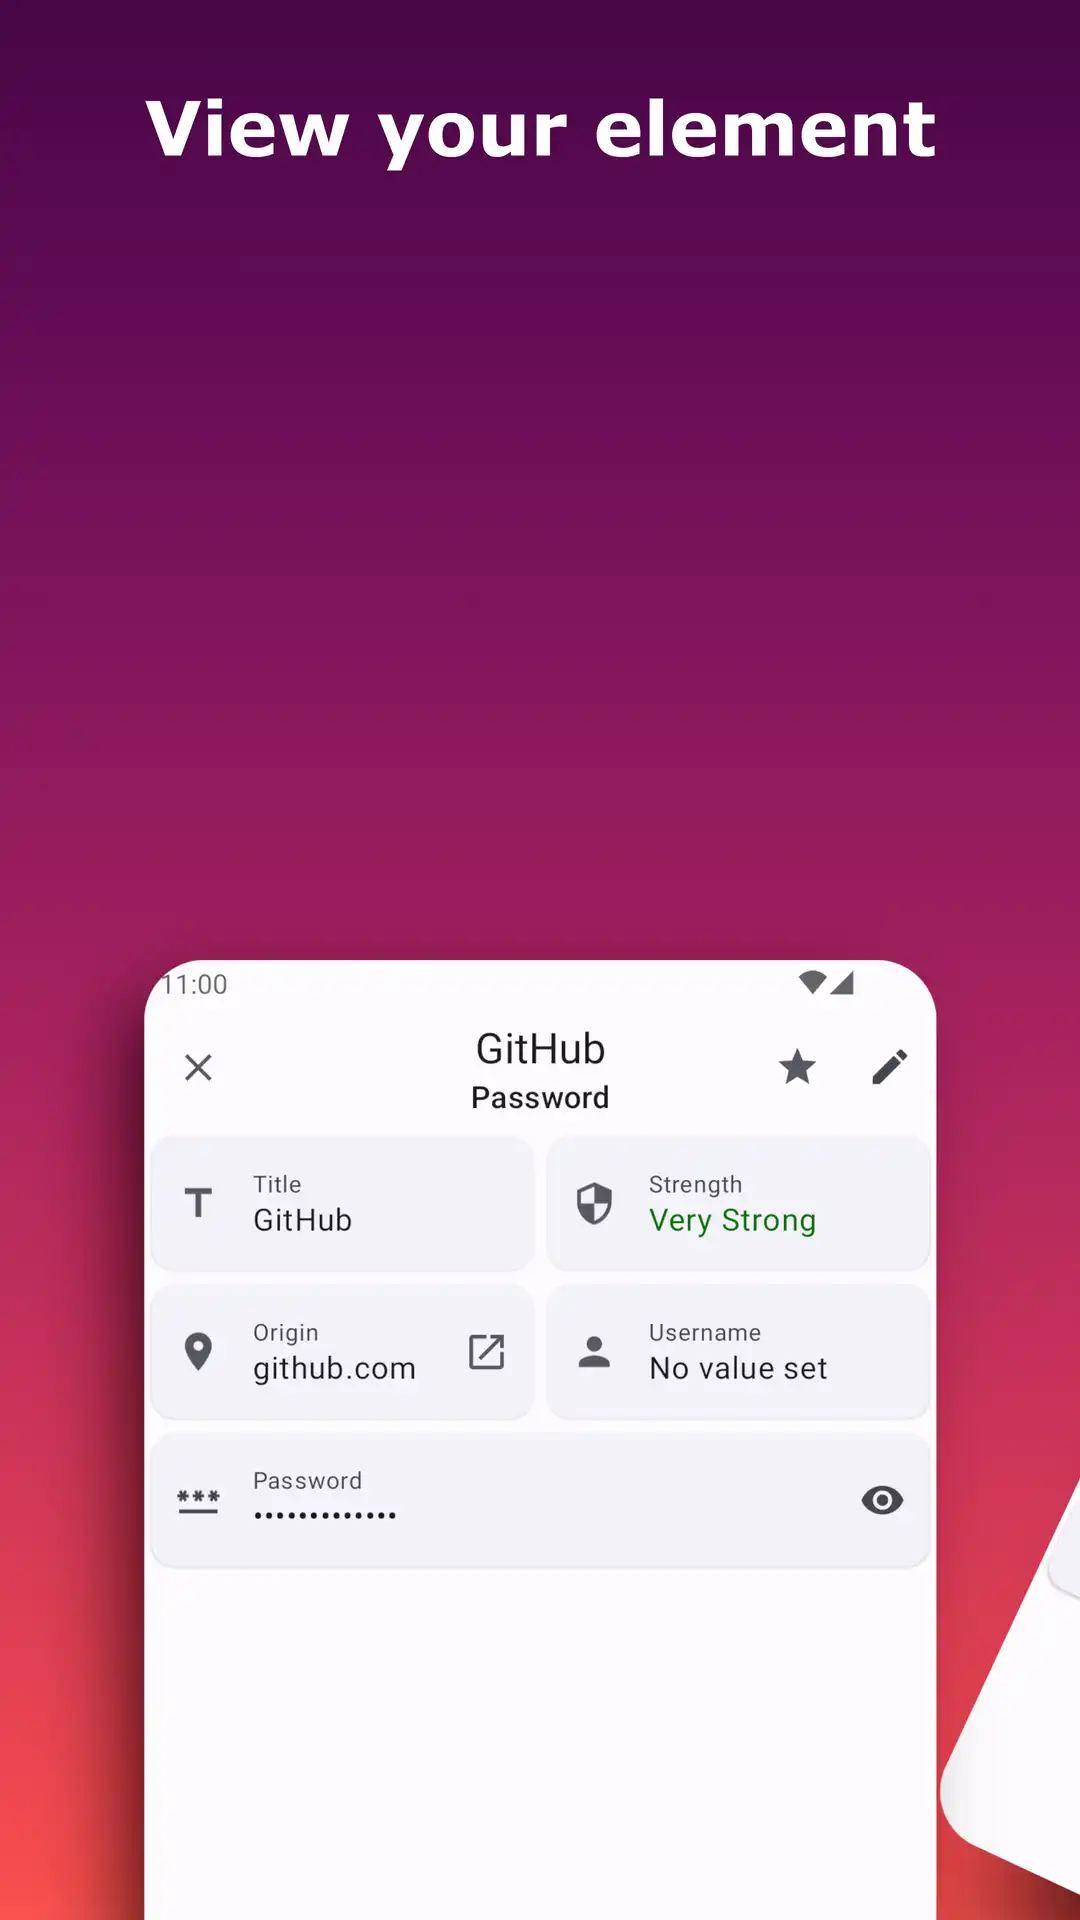 View your element
11:00
GitHub
Password
Title
GitHub
Strength
Very Strong
Origin
github.com
Username
No value set
Password
•••••••••••••